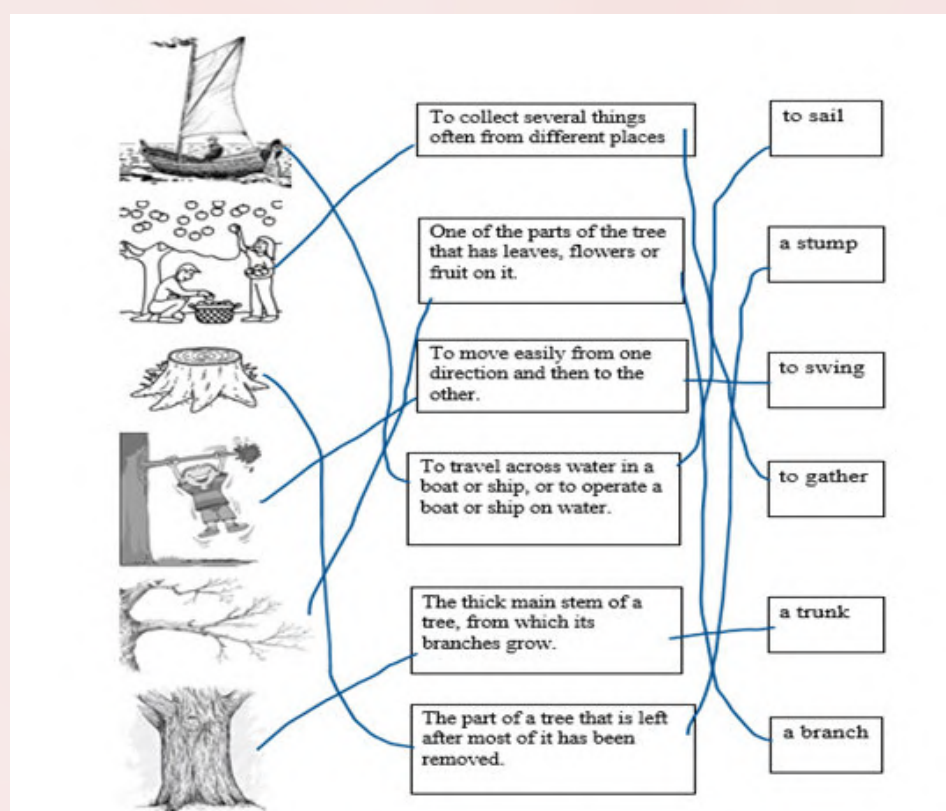 To collect several things
often from different places
to sail
One of the parts of the tree
that has leaves, flowers or
fruit on it.
a stump
To move easily from one
direction and then to the
other.
to swing
To travel across water in a
boat or ship, or to operate a
boat or ship on water.
to gather
The thick main stem of a
tree, from which its
branches grow.
a trunk
The part of a tree that is left
after most of it has been
removed.
a branch